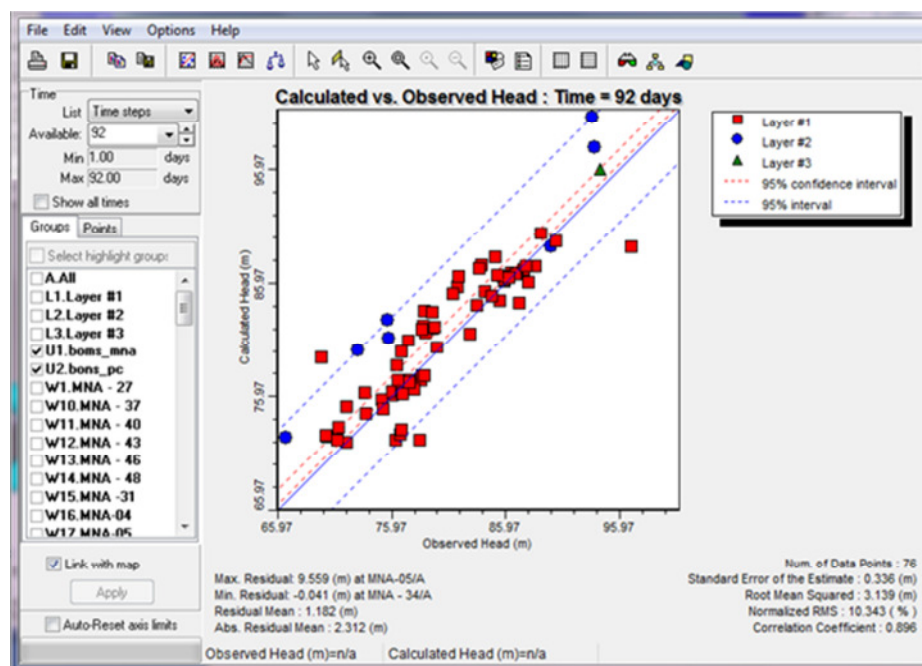 File Edit View Options Help
Time
List Time steps
Available: 92
Min 1.00 days
Max 92.00 days
Show all times
Groups Points
Select highlight groups
A.All
L1.Layer #1
L2.Layer #2
L3.Layer #3
U1.boms_mna
U2.bons_pc
W1.MNA - 27
W10.MNA - 37
W11.MNA - 40
W12.MNA - 43
W13.MNA - 46
W14.MNA - 48
W15.MNA -31
W16.MNA-04
W17.MNA-05
Link with map
Apply
Auto-Reset axis limits
Calculated vs. Observed Head : Time = 92 days
Calculated Head (m)
95.97
85.97
75.97
65.97
65.97 75.97 85.97 95.97
Observed Head (m)
Layer #1
Layer #2
Layer #3
95% confidence interval
95% interval
Max. Residual: 9.559 (m) at MNA-05/A
Min. Residual: -0.041 (m) at MNA - 34/A
Residual Mean : 1.182 (m)
Abs. Residual Mean : 2.312 (m)
Num. of Data Points : 76
Standard Error of the Estimate : 0.336 (m)
Root Mean Squared : 3.139 (m)
Normalized RMS : 10.343 ( % )
Correlation Coefficient : 0.896
Observed Head (m)=n/a Calculated Head (m)=n/a